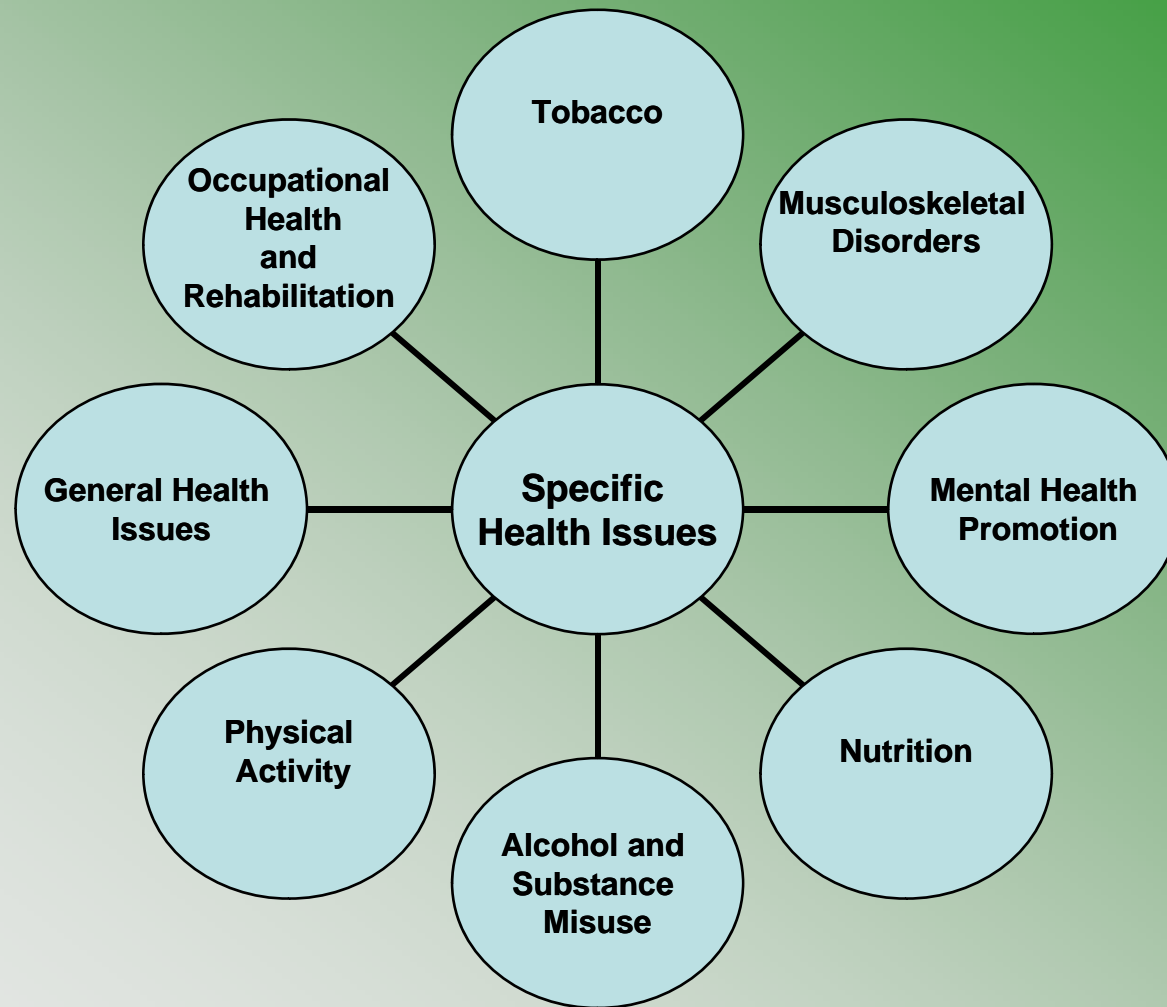 Tobacco
Musculoskeletal
Disorders
Mental Health
Promotion
Nutrition
Alcohol and
Substance
Misuse
Physical
Activity
General Health
Issues
Occupational
Health
and
Rehabilitation
Specific
Health Issues